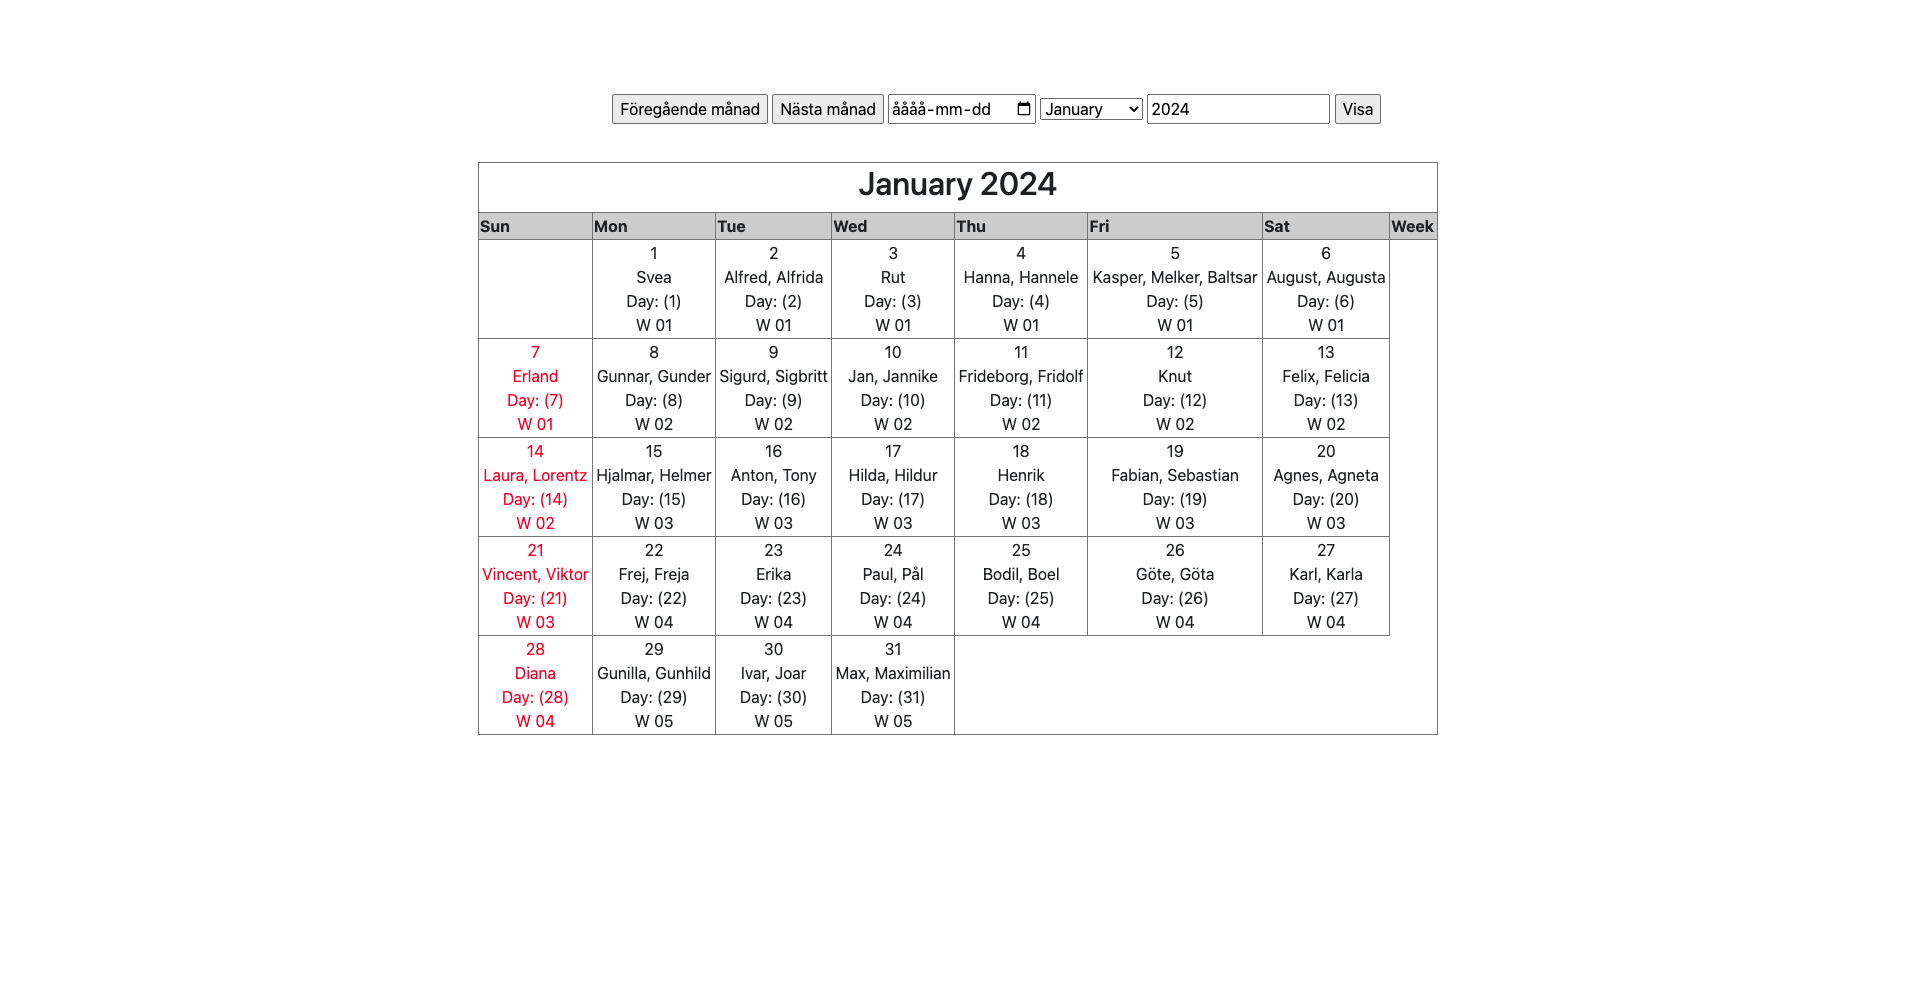 Föregående månad Nästa månad åååå-mm-dd January 2024 Visa
January 2024
Sun Mon Tue Wed Thu Fri Sat Week
1 2 3 4 5 6
Svea Alfred, Alfrida Rut Hanna, Hannele Kasper, Melker, Baltsar August, Augusta
Day: (1) Day: (2) Day: (3) Day: (4) Day: (5) Day: (6)
W 01 W 01 W 01 W 01 W 01 W 01
7 8 9 10 11 12 13
Erland Gunnar, Gunder Sigurd, Sigbritt Jan, Jannike Frideborg, Fridolf Knut Felix, Felicia
Day: (7) Day: (8) Day: (9) Day: (10) Day: (11) Day: (12) Day: (13)
W 01 W 02 W 02 W 02 W 02 W 02 W 02
14 15 16 17 18 19 20
Laura, Lorentz Hjalmar, Helmer Anton, Tony Hilda, Hildur Henrik Fabian, Sebastian Agnes, Agneta
Day: (14) Day: (15) Day: (16) Day: (17) Day: (18) Day: (19) Day: (20)
W 02 W 03 W 03 W 03 W 03 W 03 W 03
21 22 23 24 25 26 27
Vincent, Viktor Frej, Freja Erika Paul, Pål Bodil, Boel Göte, Göta Karl, Karla
Day: (21) Day: (22) Day: (23) Day: (24) Day: (25) Day: (26) Day: (27)
W 03 W 04 W 04 W 04 W 04 W 04 W 04
28 29 30 31
Diana Gunilla, Gunhild Ivar, Joar Max, Maximilian
Day: (28) Day: (29) Day: (30) Day: (31)
W 04 W 05 W 05 W 05